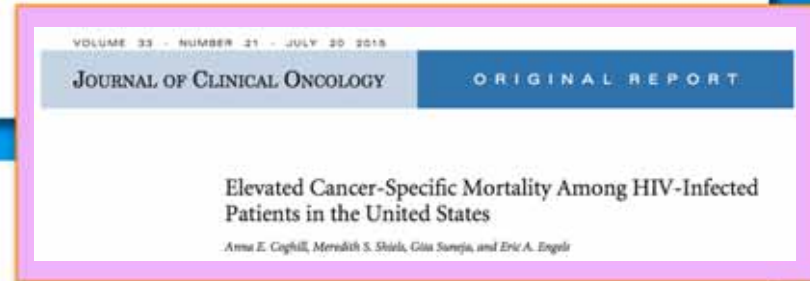 VOLUME 33 · NUMBER 21 · JULY 20 2015
JOURNAL OF CLINICAL ONCOLOGY
ORIGINAL REPORT
Elevated Cancer-Specific Mortality Among HIV-Infected
Patients in the United States
Anna E. Coghill, Meredith S. Shiels, Gita Suneja, and Eric A. Engels